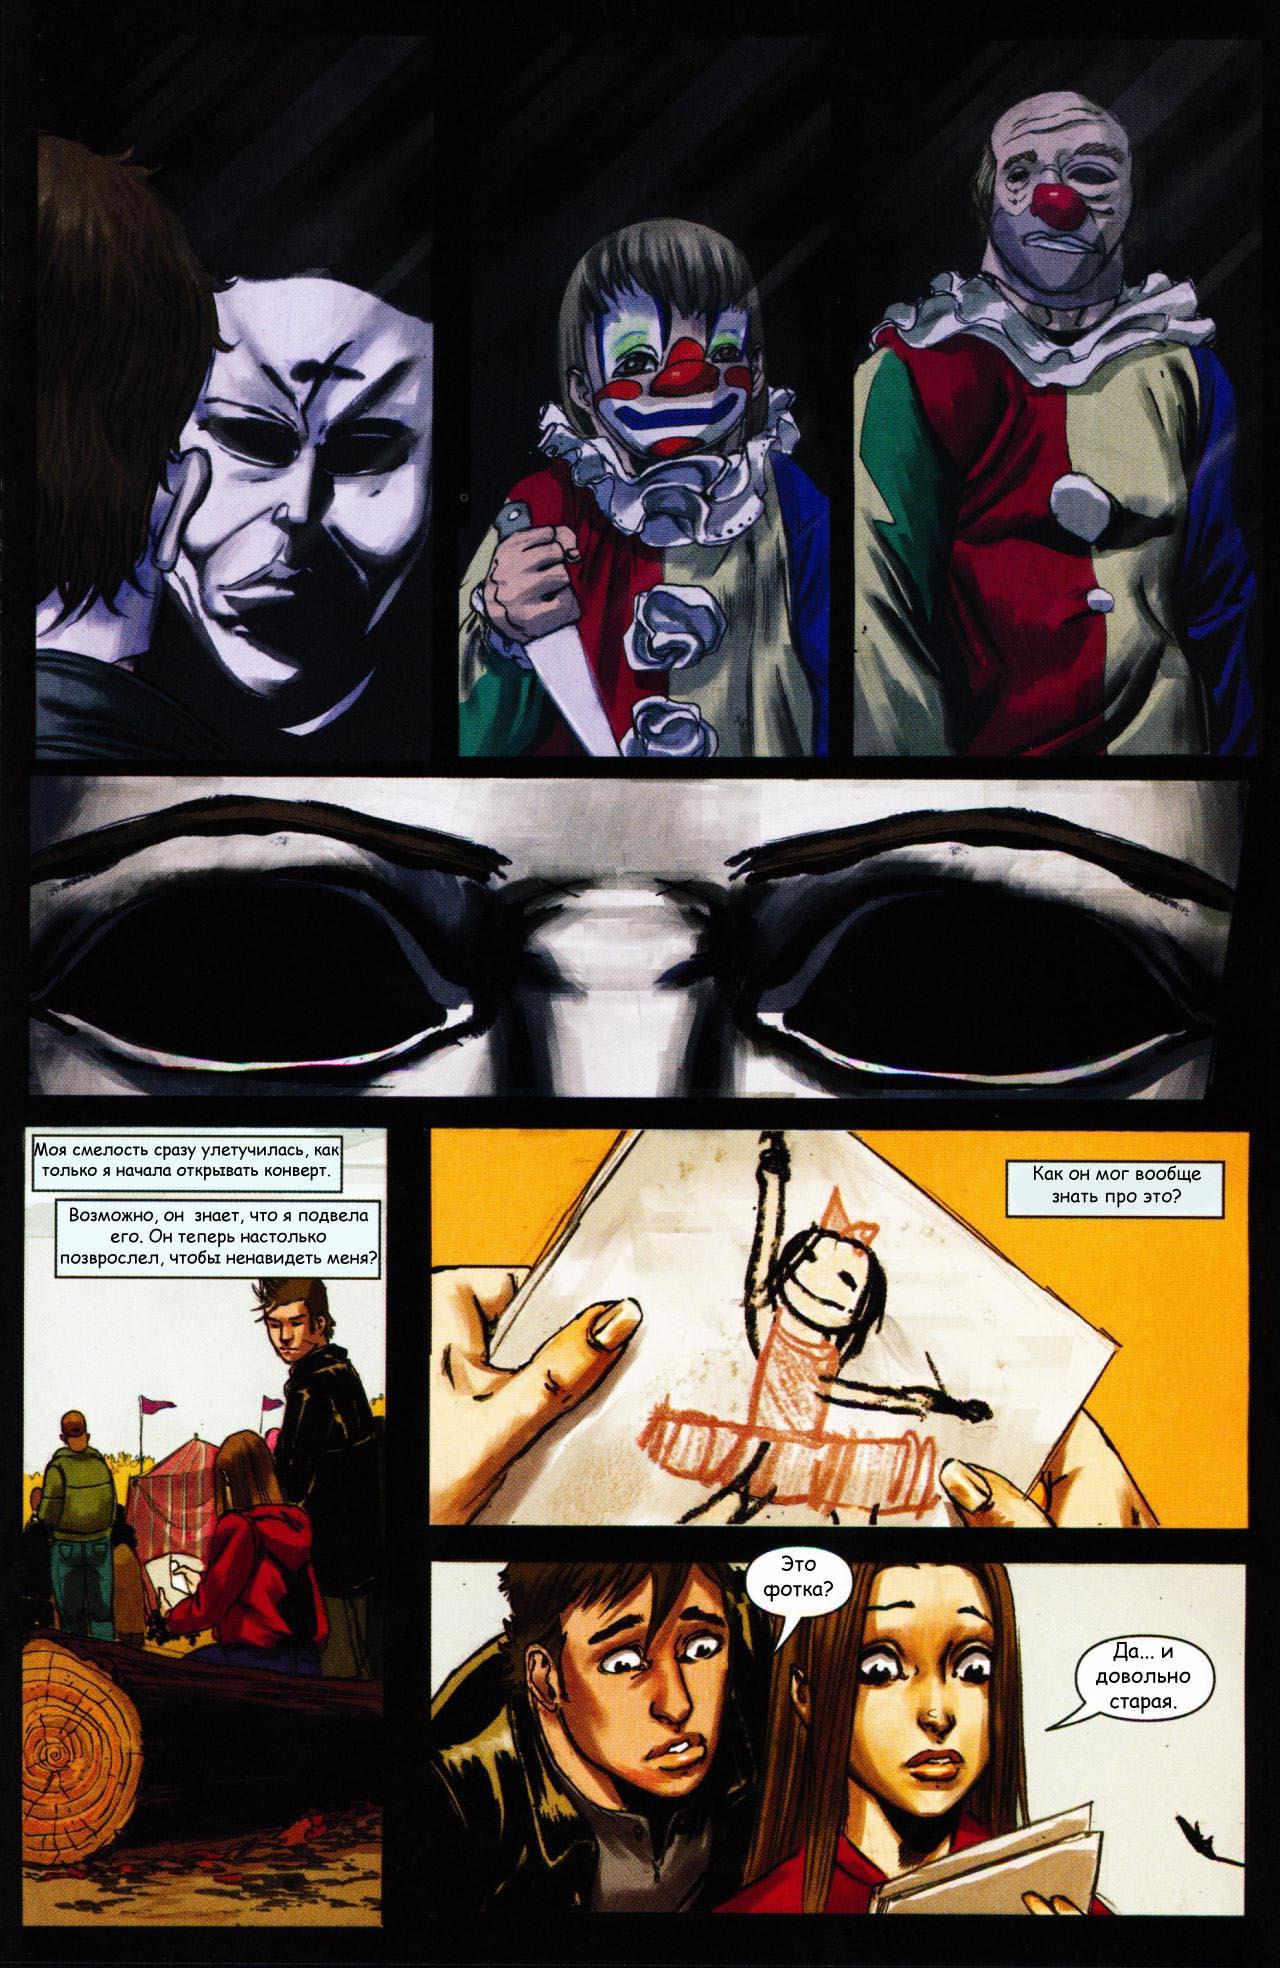 Моя смелость сразу улетучилась, как
только я начала открывать конверт.
Возможно, он знает, что я подвела
его. Он теперь настолько
позврослел, чтобы ненавидеть меня?
Как он мог вообще
знать про это?
Это
фотка?
Да... и
довольно
старая.